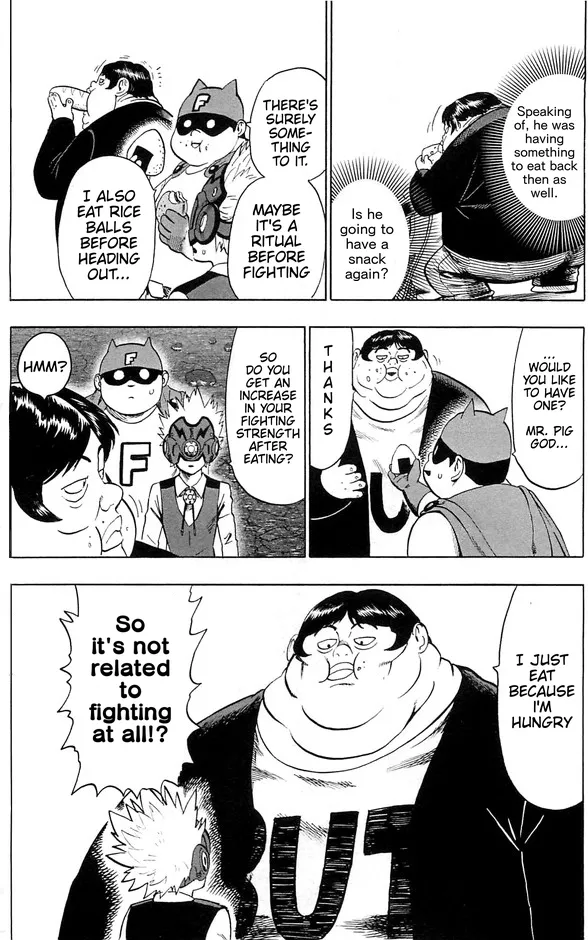 Speaking
of, he was
having
something
to eat back
then as
well.
Is he
going to
have a
snack
again?
THERE'S
SURELY
SOME-
THING
TO IT.
MAYBE
IT'S A
RITUAL
BEFORE
FIGHTING
F
I ALSO
EAT RICE
BALLS
BEFORE
HEADING
OUT...
...
WOULD
YOU LIKE
TO HAVE
ONE?
MR. PIG
GOD...
THANKS
U
SO
DO YOU
GET AN
INCREASE
IN YOUR
FIGHTING
STRENGTH
AFTER
EATING?
F
F
HMM?
I JUST
EAT
BECAUSE
I'M
HUNGRY
So
it's not
related
to
fighting
at all!?
BUT